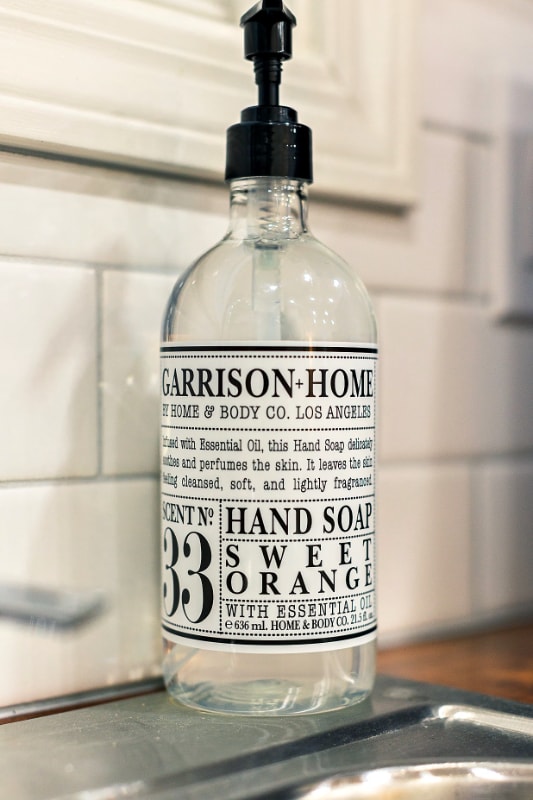 GARRISON+HOME
BY HOME & BODY CO. LOS ANGELES
Infused with Essential Oil, this Hand Soap delicately
soothes and perfumes the skin. It leaves the skin
feeling cleansed, soft, and lightly fragranced.
SCENT Nº
33
HAND SOAP
SWEET
ORANGE
WITH ESSENTIAL OIL
℮ 636 ml. HOME & BODY CO. 21.5 fl. oz.